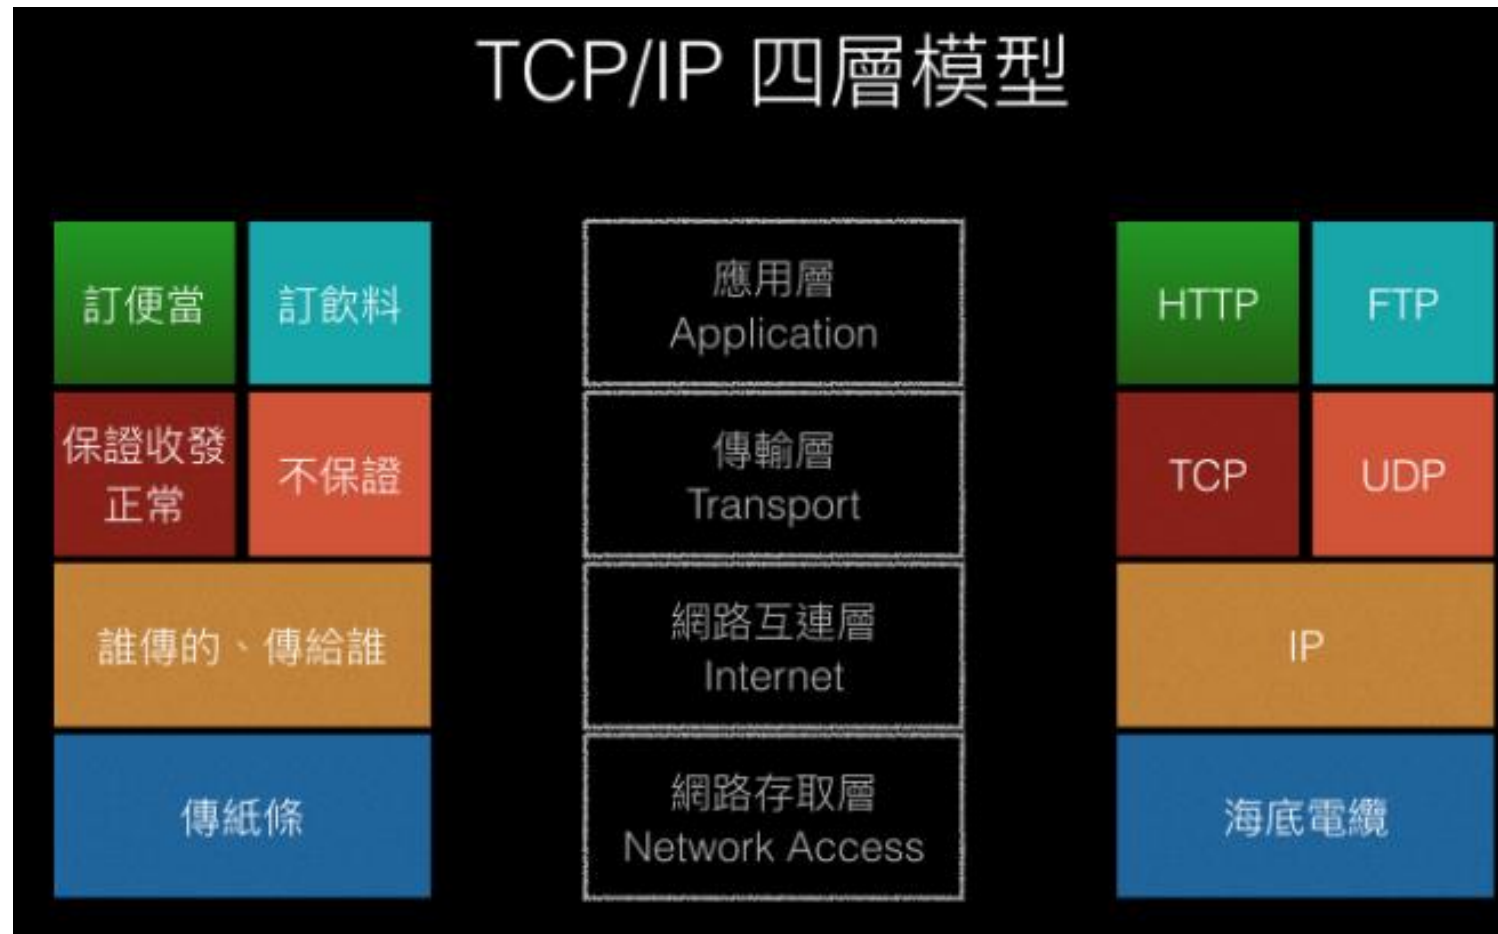 TCP/IP 四層模型
訂便當
訂飲料
應用層
Application
HTTP
FTP
保證收發
正常
不保證
傳輸層
Transport
TCP
UDP
誰傳的、傳給誰
網路互連層
Internet
IP
傳紙條
網路存取層
Network Access
海底電纜